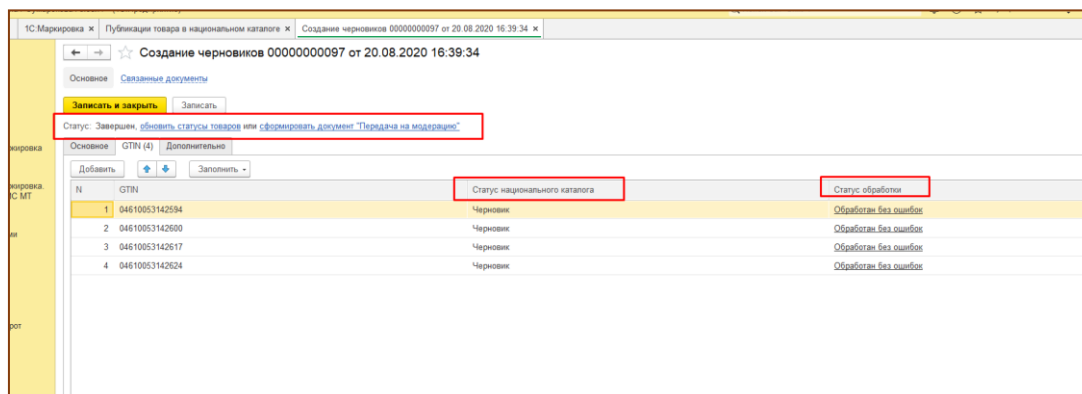 1С:Маркировка × Публикации товара в национальном каталоге × Создание черновиков 00000000097 от 20.08.2020 16:39:34 ×
Создание черновиков 00000000097 от 20.08.2020 16:39:34
Основное Связанные документы
Записать и закрыть Записать
Статус: Завершен, обновить статусы товаров или сформировать документ "Передача на модерацию"
Основное GTIN (4) Дополнительно
Добавить Заполнить
N GTIN Статус национального каталога Статус обработки
1 04610053142594 Черновик Обработан без ошибок
2 04610053142600 Черновик Обработан без ошибок
3 04610053142617 Черновик Обработан без ошибок
4 04610053142624 Черновик Обработан без ошибок